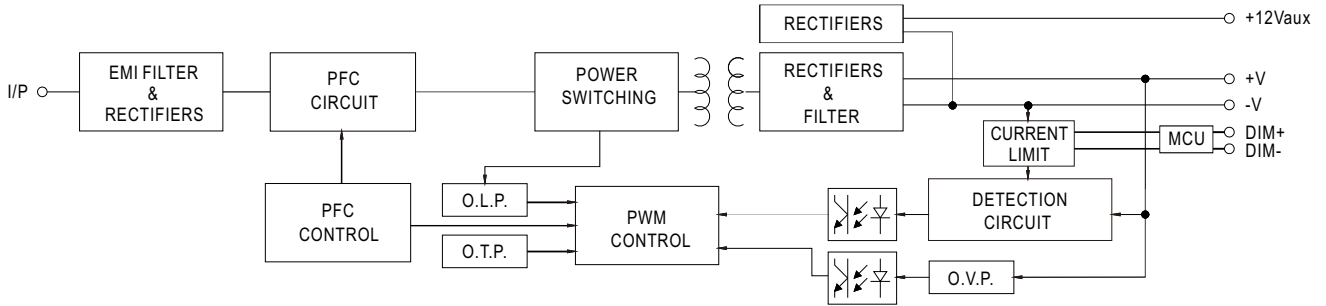 RECTIFIERS
+12Vaux
I/P
EMI FILTER
&
RECTIFIERS
PFC
CIRCUIT
POWER
SWITCHING
RECTIFIERS
&
FILTER
+V
-V
CURRENT
LIMIT
MCU
DIM+
DIM-
PFC
CONTROL
O.L.P.
O.T.P.
PWM
CONTROL
DETECTION
CIRCUIT
O.V.P.